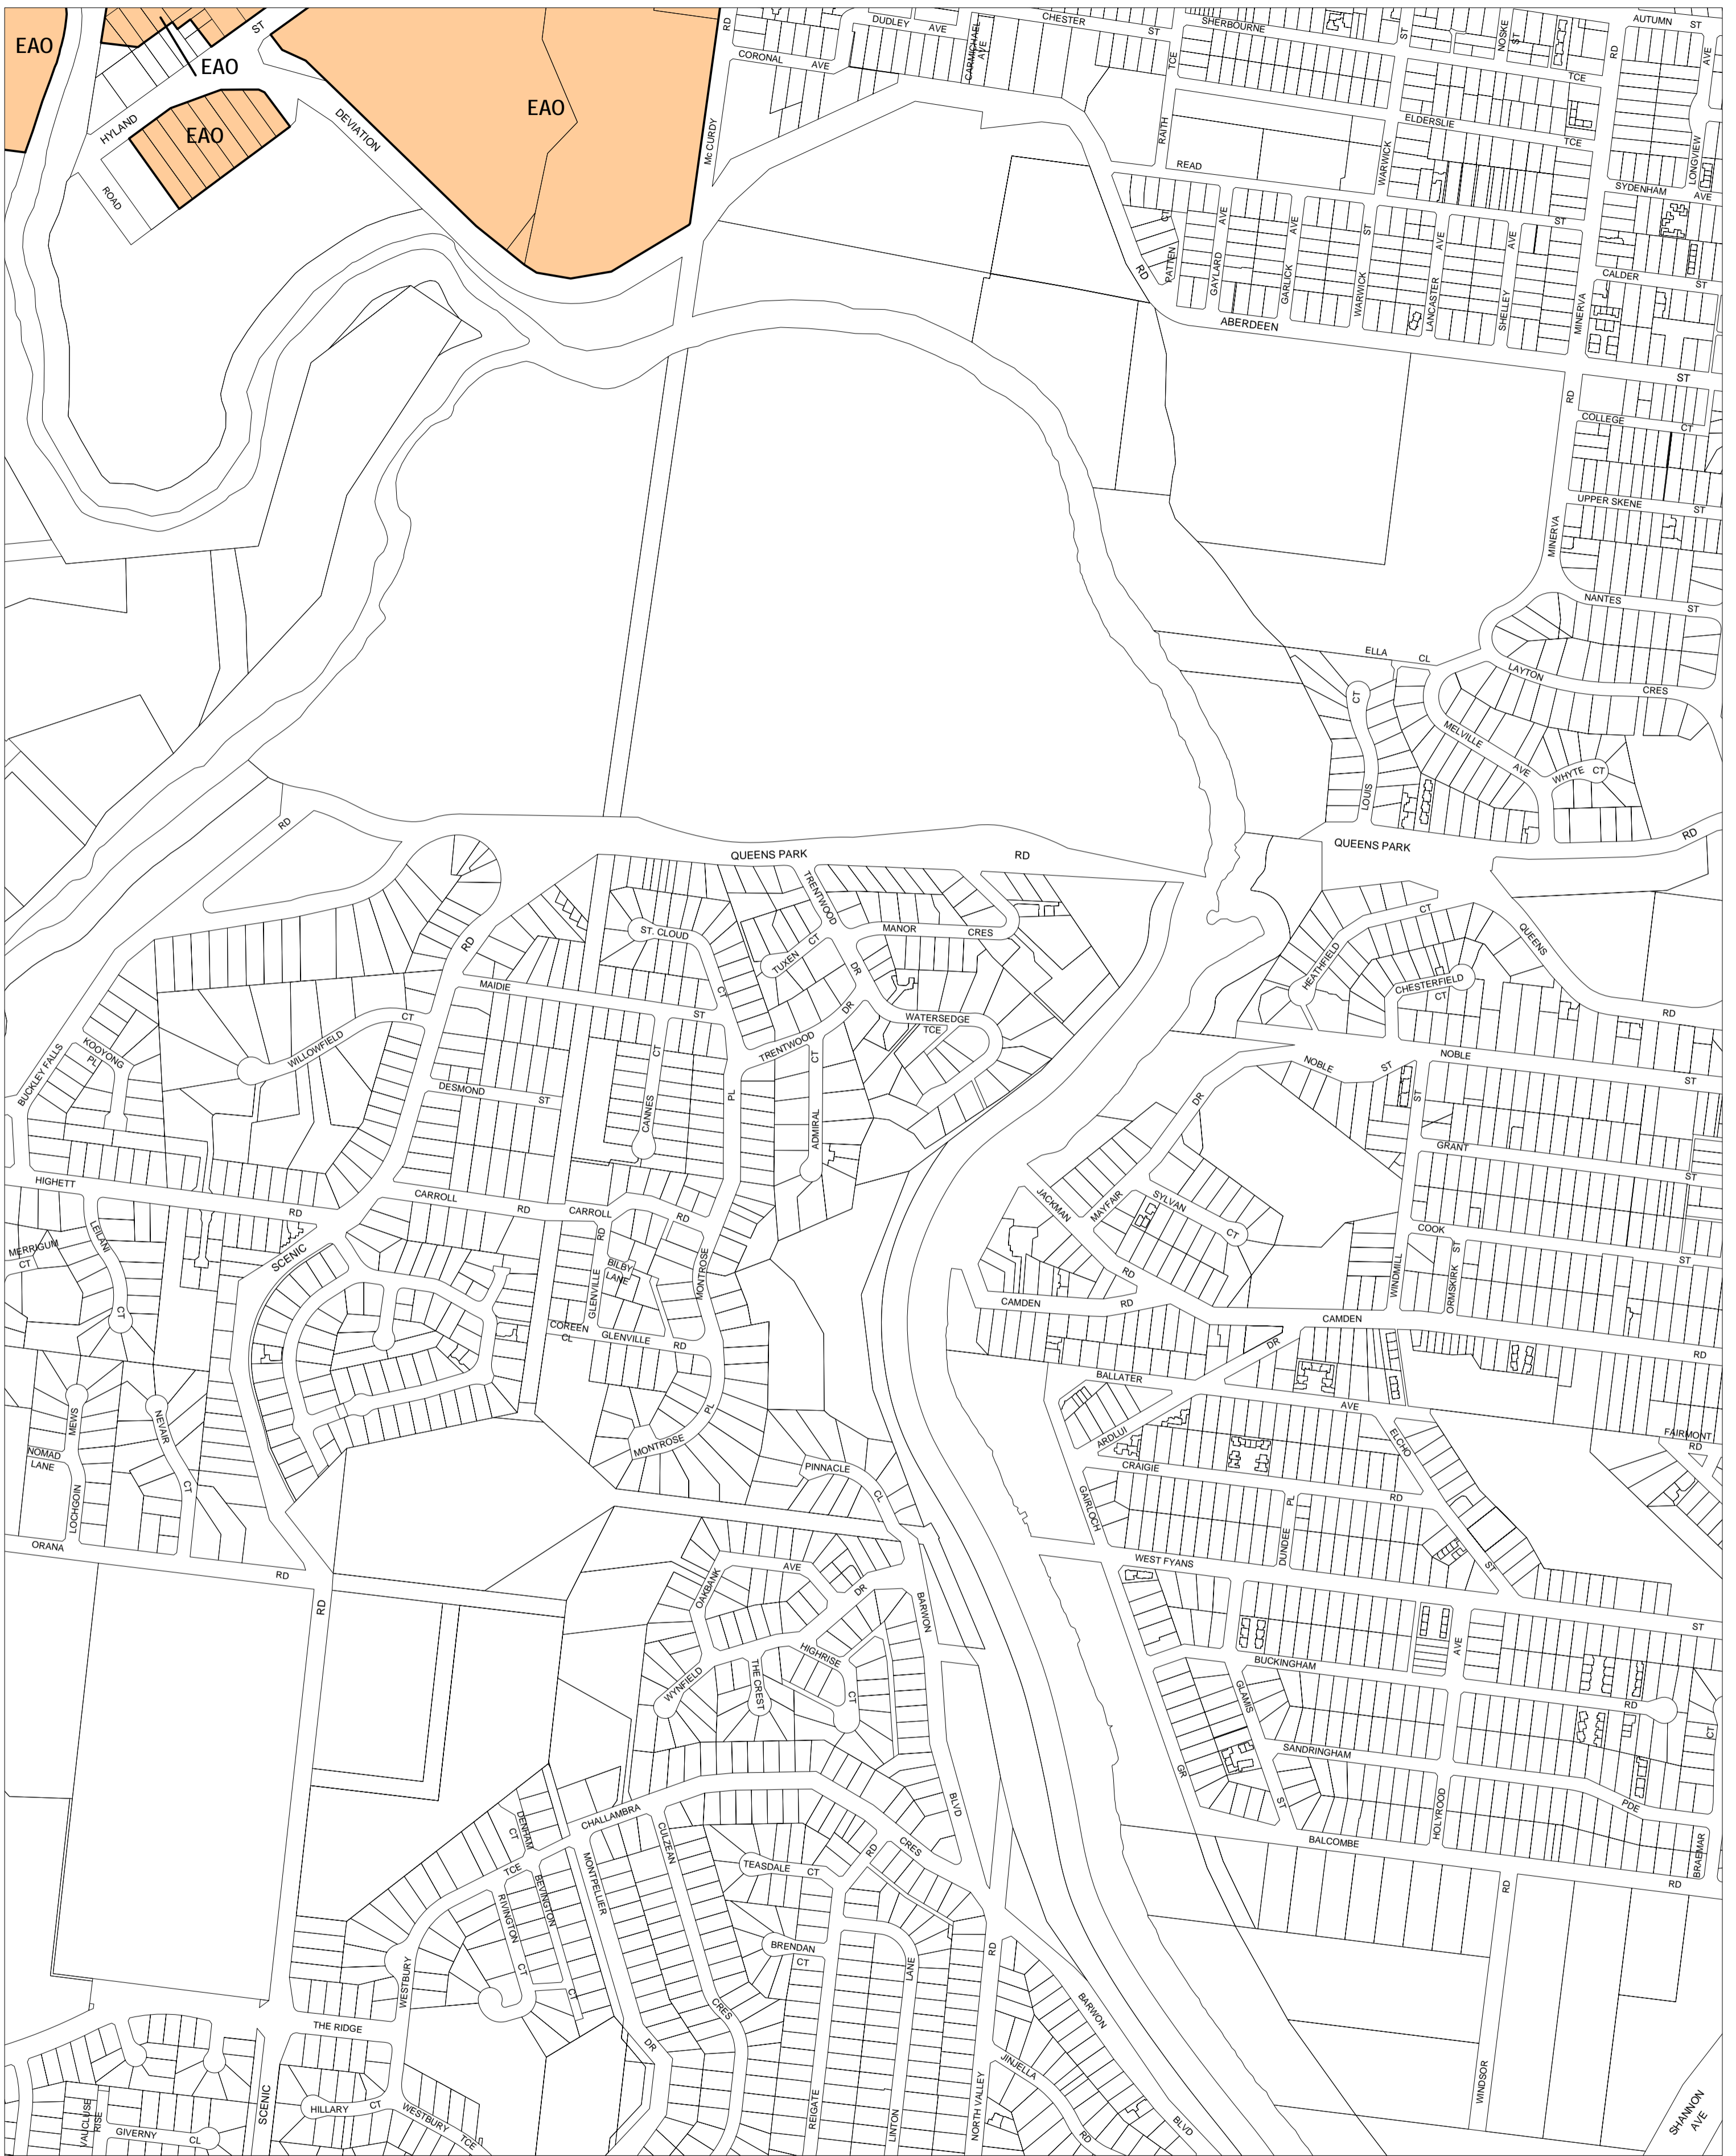 EAO
ST
EAO
EAO
EAO
HYLAND
DEVIATION
ROAD
RD
Mc CURDY
DUDLEY
AVE
CORONAL
AVE
CARMICHAEL
AVE
CHESTER
ST
TCE
SHERBOURNE
ST
NOSKE
ST
RD
AUTUMN
ST
AVE
TCE
ELDERSLIE
TCE
RAITH
READ
WARWICK
LONGVIEW
SYDENHAM
AVE
ST
CT
PATTEN
RD
AVE
GAYLARD
AVE
GARLICK
ST
WARWICK
AVE
LANCASTER
AVE
SHELLEY
MINERVA
CALDER
ST
ABERDEEN
ST
RD
COLLEGE
CT
UPPER SKENE
ST
MINERVA
NANTES
ST
ELLA
CL
LAYTON
CRES
CT
MELVILLE
AVE
WHYTE
CT
LOUIS
RD
QUEENS PARK
RD
QUEENS PARK
RD
TRENTWOOD
ST. CLOUD
CT
MANOR
CRES
TUXEN
CT
DR
RD
MAIDIE
ST
CT
HEATHFIELD
QUEENS
CHESTERFIELD
CT
RD
WILLOWFIELD
CT
KOOYONG
PL
BUCKLEY FALLS
DESMOND
ST
CT
CANNES
PL
TRENTWOOD
DR
WATERSEDGE
TCE
CT
ADMIRAL
NOBLE
ST
NOBLE
ST
DR
ST
GRANT
ST
HIGHETT
RD
CARROLL
RD
CARROLL
RD
LEILANI
CT
MERRIGUM
CT
SCENIC
RD
GLENVILLE
BILBY
LANE
MONTROSE
JACKMAN
MAYFAIR
SYLVAN
CT
RD
COOK
ST
WINDMILL
ST
ORMSKIRK
CAMDEN
RD
CAMDEN
RD
COREEN
CL
GLENVILLE
RD
DR
BALLATER
AVE
MEWS
NEVAIR
CT
NOMAD
LANE
LOCHGOIN
PL
MONTROSE
PINNACLE
CL
ARDLUI
CRAIGIE
RD
ELCHO
ST
FAIRMONT
RD
GAIRLOCH
PL
DUNDEE
WEST FYANS
ST
ORANA
RD
RD
OAKBANK
AVE
DR
BARWON
WYNFIELD
THE CREST
HIGHRISE
CT
BLVD
BUCKINGHAM
RD
AVE
GLAMIS
ST
SANDRINGHAM
PDE
CT
GR
HOLYROOD
BALCOMBE
RD
BRAEMAR
DENHAM
CT
CHALLAMBRA
CRES
CULZEAN
CRES
TCE
BEVINGTON
CT
RIVINGTON
CT
MONTPELLIER
DR
TEASDALE
CT
RD
BRENDAN
CT
LANE
RD
WESTBURY
THE RIDGE
BARWON
BLVD
JINJELLA
RD
RD
WINDSOR
SHANNON
AVE
SCENIC
VAUCLUSE
RISE
GIVERNY
CL
HILLARY
CT
WESTBURY
TCE
REIGATE
LINTON
NORTH VALLEY